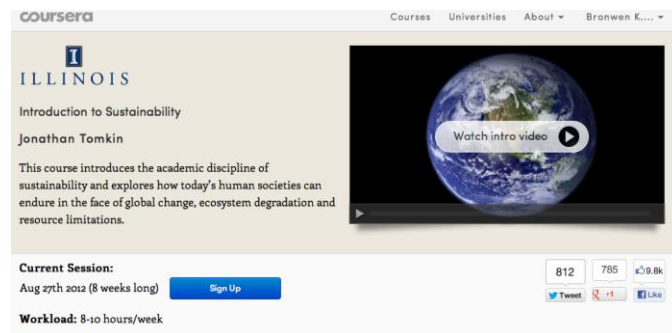 coursera
Courses Universities About Bronwen K....
I
ILLINOIS
Introduction to Sustainability
Jonathan Tomkin
This course introduces the academic discipline of
sustainability and explores how today's human societies can
endure in the face of global change, ecosystem degradation and
resource limitations.
Watch intro video
Current Session:
Aug 27th 2012 (8 weeks long) Sign Up
Workload: 8-10 hours/week
812 785 9.8k
Tweet +1 Like